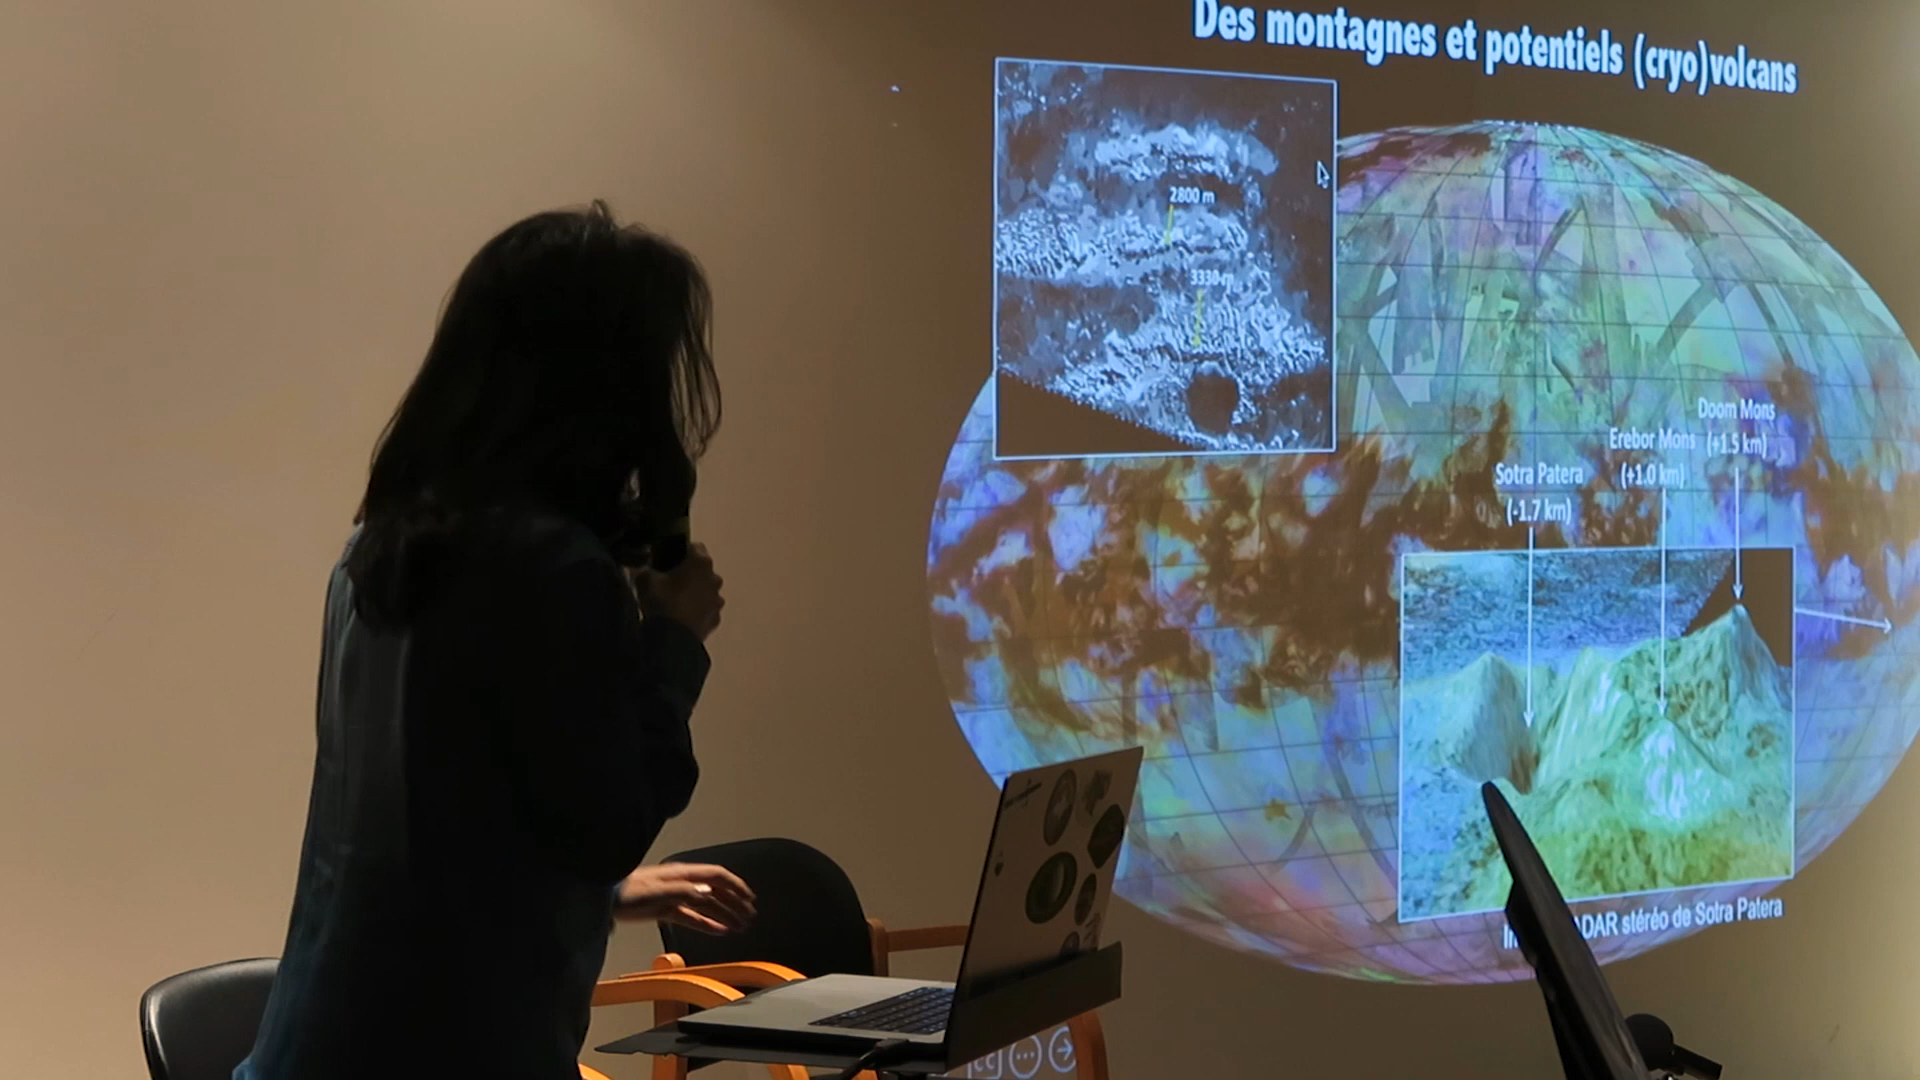 Des montagnes et potentiels (cryo)volcans
2800 m
3330 m
Doom Mons
(+1.5 km)
Erebor Mons
(+1.0 km)
Sotra Patera
(-1.7 km)
ADAR stéréo de Sotra Patera